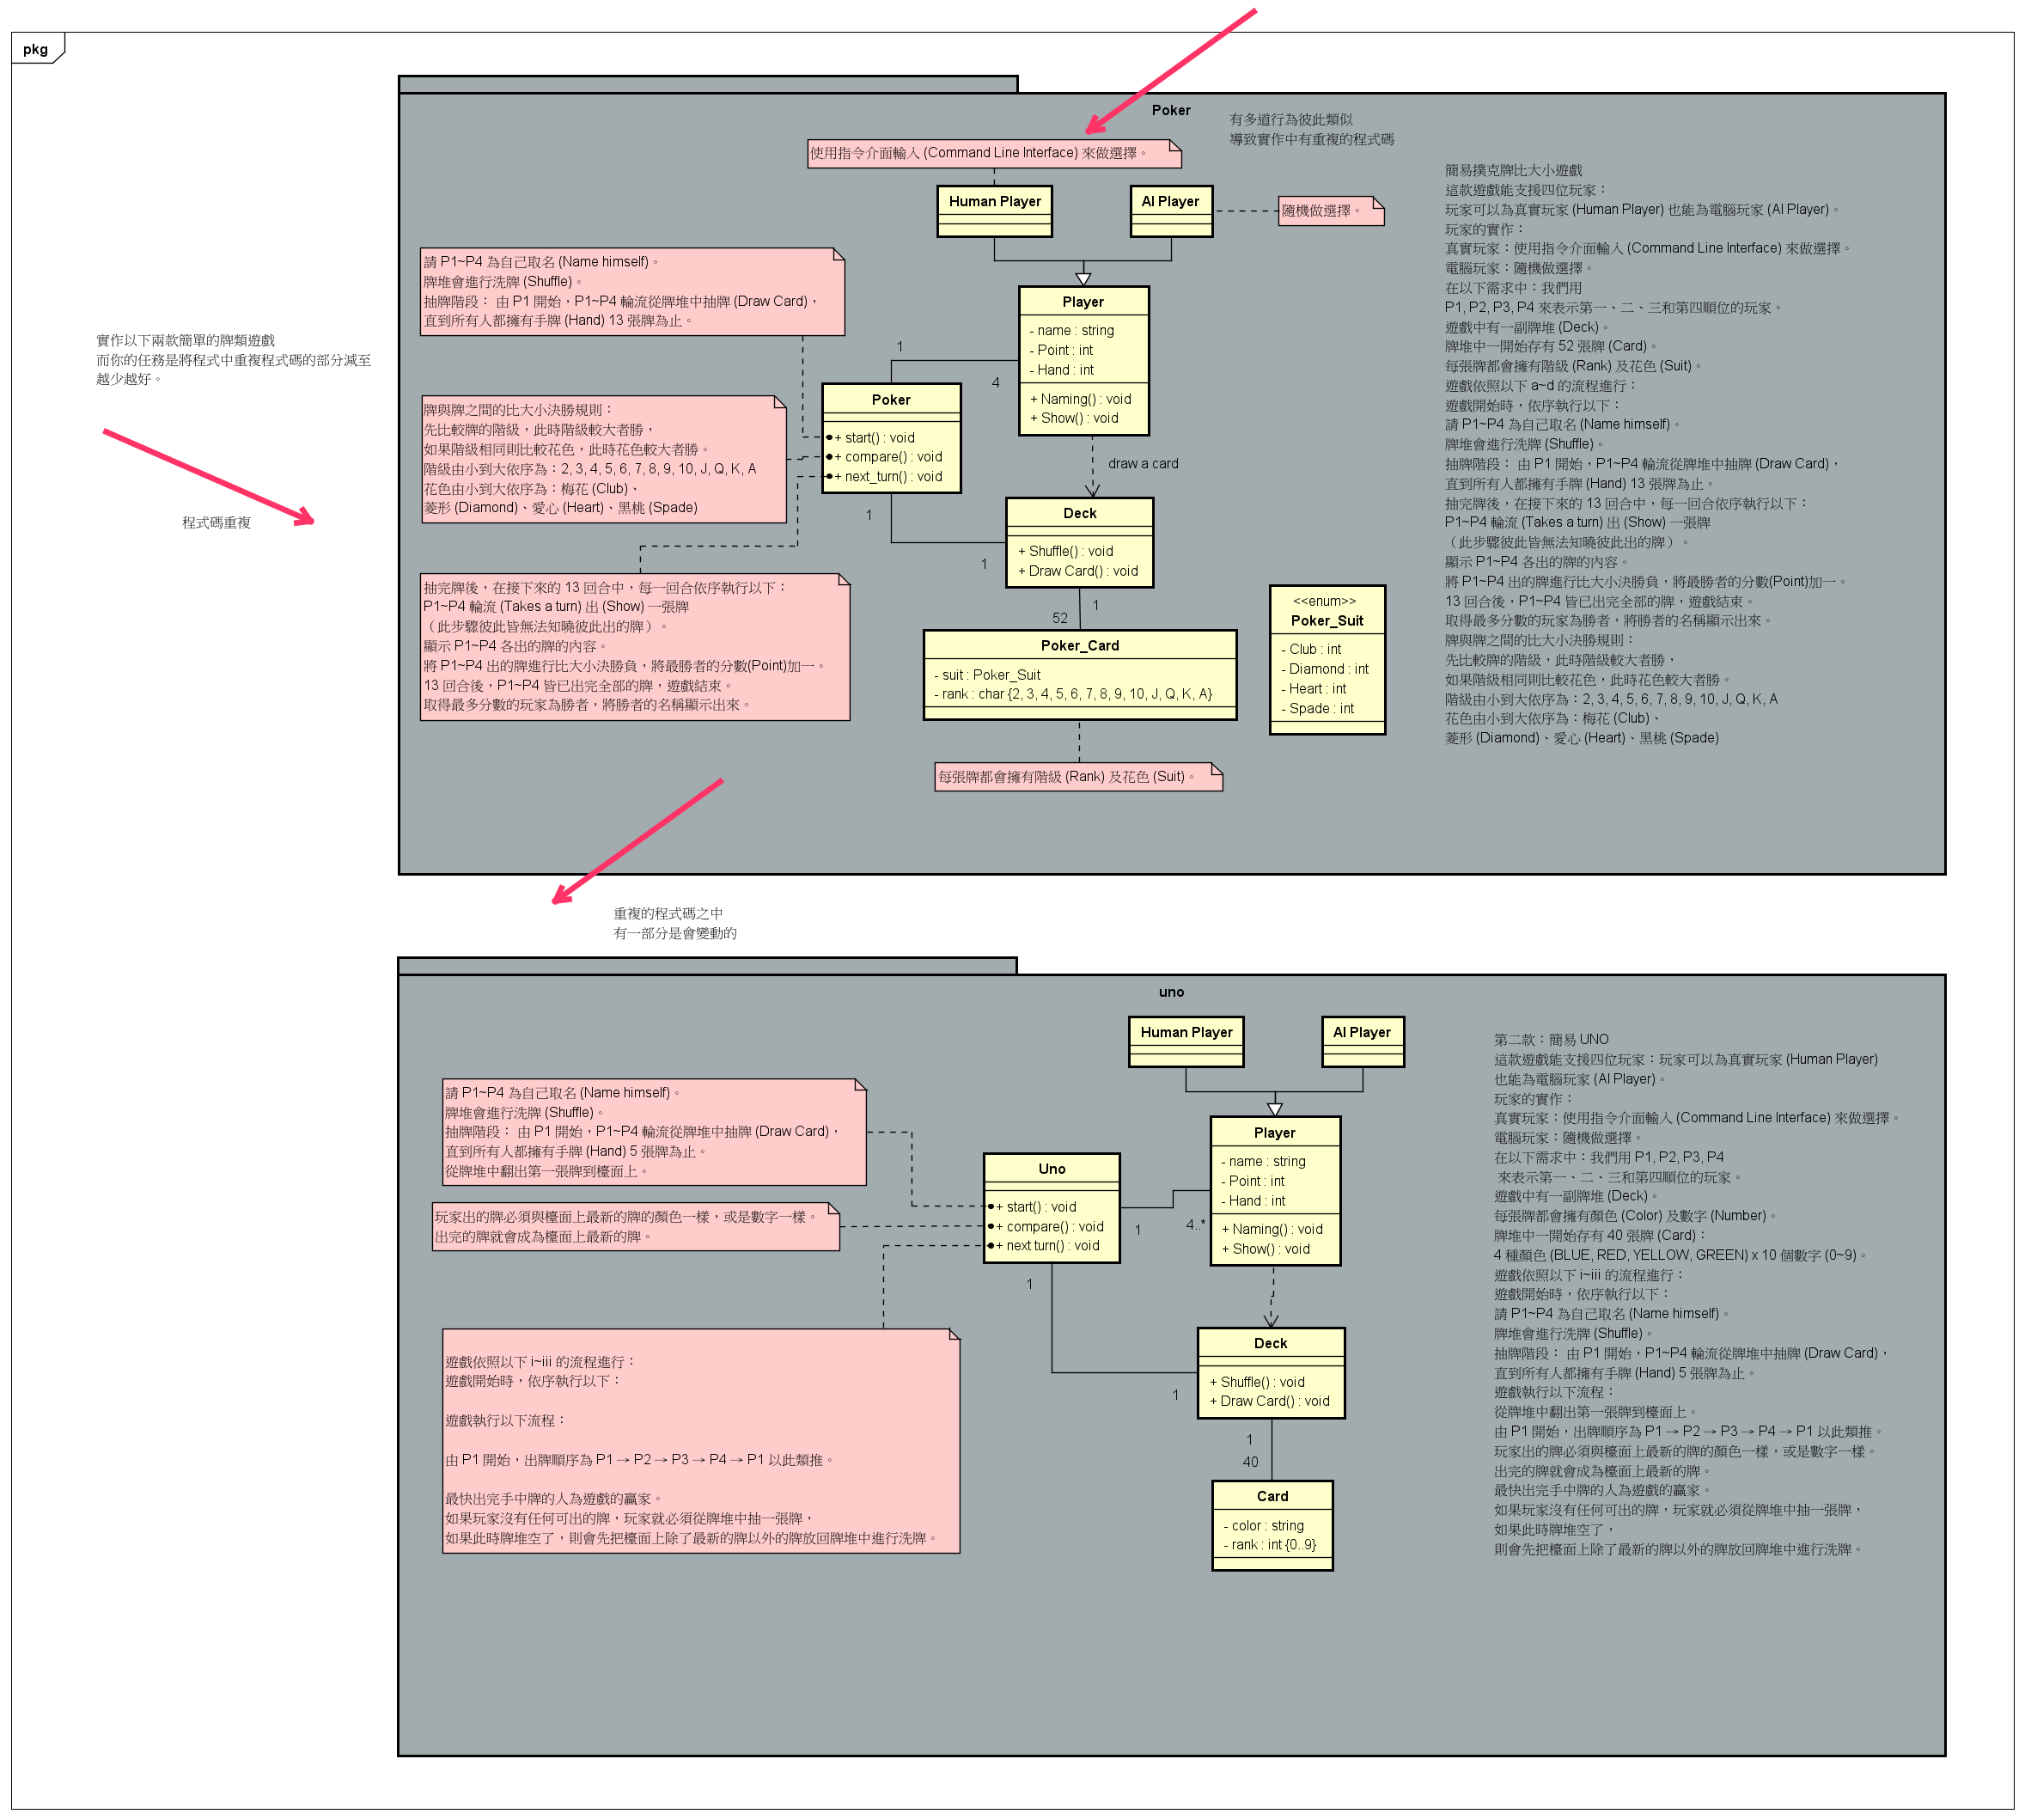 pkg
實作以下兩款簡單的牌類遊戲
而你的任務是將程式中重複程式碼的部分減至
越少越好。
程式碼重複
Poker
有多道行為彼此類似
導致實作中有重複的程式碼
使用指令介面輸入 (Command Line Interface) 來做選擇。
Human Player
AI Player
隨機做選擇。
請 P1~P4 為自己取名 (Name himself)。
牌堆會進行洗牌 (Shuffle)。
抽牌階段： 由 P1 開始，P1~P4 輪流從牌堆中抽牌 (Draw Card)，
直到所有人都擁有手牌 (Hand) 13 張牌為止。
Player
- name : string
- Point : int
- Hand : int
+ Naming() : void
+ Show() : void
1
4
牌與牌之間的比大小決勝規則：
先比較牌的階級，此時階級較大者勝，
如果階級相同則比較花色，此時花色較大者勝。
階級由小到大依序為：2, 3, 4, 5, 6, 7, 8, 9, 10, J, Q, K, A
花色由小到大依序為：梅花 (Club)、
菱形 (Diamond)、愛心 (Heart)、黑桃 (Spade)
Poker
+ start() : void
+ compare() : void
+ next_turn() : void
draw a card
1
1
Deck
+ Shuffle() : void
+ Draw Card() : void
1
52
抽完牌後，在接下來的 13 回合中，每一回合依序執行以下：
P1~P4 輪流 (Takes a turn) 出 (Show) 一張牌
（此步驟彼此皆無法知曉彼此出的牌）。
顯示 P1~P4 各出的牌的內容。
將 P1~P4 出的牌進行比大小決勝負，將最勝者的分數(Point)加一。
13 回合後，P1~P4 皆已出完全部的牌，遊戲結束。
取得最多分數的玩家為勝者，將勝者的名稱顯示出來。
Poker_Card
- suit : Poker_Suit
- rank : char {2, 3, 4, 5, 6, 7, 8, 9, 10, J, Q, K, A}
每張牌都會擁有階級 (Rank) 及花色 (Suit)。
<<enum>>
Poker_Suit
- Club : int
- Diamond : int
- Heart : int
- Spade : int
簡易撲克牌比大小遊戲
這款遊戲能支援四位玩家：
玩家可以為真實玩家 (Human Player) 也能為電腦玩家 (AI Player)。
玩家的實作：
真實玩家：使用指令介面輸入 (Command Line Interface) 來做選擇。
電腦玩家：隨機做選擇。
在以下需求中：我們用
P1, P2, P3, P4 來表示第一、二、三和第四順位的玩家。
遊戲中有一副牌堆 (Deck)。
牌堆中一開始存有 52 張牌 (Card)。
每張牌都會擁有階級 (Rank) 及花色 (Suit)。
遊戲依照以下 a~d 的流程進行：
遊戲開始時，依序執行以下：
請 P1~P4 為自己取名 (Name himself)。
牌堆會進行洗牌 (Shuffle)。
抽牌階段： 由 P1 開始，P1~P4 輪流從牌堆中抽牌 (Draw Card)，
直到所有人都擁有手牌 (Hand) 13 張牌為止。
抽完牌後，在接下來的 13 回合中，每一回合依序執行以下：
P1~P4 輪流 (Takes a turn) 出 (Show) 一張牌
（此步驟彼此皆無法知曉彼此出的牌）。
顯示 P1~P4 各出的牌的內容。
將 P1~P4 出的牌進行比大小決勝負，將最勝者的分數(Point)加一。
13 回合後，P1~P4 皆已出完全部的牌，遊戲結束。
取得最多分數的玩家為勝者，將勝者的名稱顯示出來。
牌與牌之間的比大小決勝規則：
先比較牌的階級，此時階級較大者勝，
如果階級相同則比較花色，此時花色較大者勝。
階級由小到大依序為：2, 3, 4, 5, 6, 7, 8, 9, 10, J, Q, K, A
花色由小到大依序為：梅花 (Club)、
菱形 (Diamond)、愛心 (Heart)、黑桃 (Spade)
重複的程式碼之中
有一部分是會變動的
uno
Human Player
AI Player
請 P1~P4 為自己取名 (Name himself)。
牌堆會進行洗牌 (Shuffle)。
抽牌階段： 由 P1 開始，P1~P4 輪流從牌堆中抽牌 (Draw Card)，
直到所有人都擁有手牌 (Hand) 5 張牌為止。
從牌堆中翻出第一張牌到檯面上。
Player
- name : string
- Point : int
- Hand : int
+ Naming() : void
+ Show() : void
玩家出的牌必須與檯面上最新的牌的顏色一樣，或是數字一樣。
出完的牌就會成為檯面上最新的牌。
Uno
+ start() : void
+ compare() : void
+ next turn() : void
1
4..*
1
1
遊戲依照以下 i~iii 的流程進行：
遊戲開始時，依序執行以下：
遊戲執行以下流程：
由 P1 開始，出牌順序為 P1 → P2 → P3 → P4 → P1 以此類推。
最快出完手中牌的人為遊戲的贏家。
如果玩家沒有任何可出的牌，玩家就必須從牌堆中抽一張牌，
如果此時牌堆空了，則會先把檯面上除了最新的牌以外的牌放回牌堆中進行洗牌。
Deck
+ Shuffle() : void
+ Draw Card() : void
1
40
Card
- color : string
- rank : int {0..9}
第二款：簡易 UNO
這款遊戲能支援四位玩家：玩家可以為真實玩家 (Human Player)
也能為電腦玩家 (AI Player)。
玩家的實作：
真實玩家：使用指令介面輸入 (Command Line Interface) 來做選擇。
電腦玩家：隨機做選擇。
在以下需求中：我們用 P1, P2, P3, P4
來表示第一、二、三和第四順位的玩家。
遊戲中有一副牌堆 (Deck)。
每張牌都會擁有顏色 (Color) 及數字 (Number)。
牌堆中一開始存有 40 張牌 (Card)：
4 種顏色 (BLUE, RED, YELLOW, GREEN) x 10 個數字 (0~9)。
遊戲依照以下 i~iii 的流程進行：
遊戲開始時，依序執行以下：
請 P1~P4 為自己取名 (Name himself)。
牌堆會進行洗牌 (Shuffle)。
抽牌階段： 由 P1 開始，P1~P4 輪流從牌堆中抽牌 (Draw Card)，
直到所有人都擁有手牌 (Hand) 5 張牌為止。
遊戲執行以下流程：
從牌堆中翻出第一張牌到檯面上。
由 P1 開始，出牌順序為 P1 → P2 → P3 → P4 → P1 以此類推。
玩家出的牌必須與檯面上最新的牌的顏色一樣，或是數字一樣。
出完的牌就會成為檯面上最新的牌。
最快出完手中牌的人為遊戲的贏家。
如果玩家沒有任何可出的牌，玩家就必須從牌堆中抽一張牌，
如果此時牌堆空了，
則會先把檯面上除了最新的牌以外的牌放回牌堆中進行洗牌。